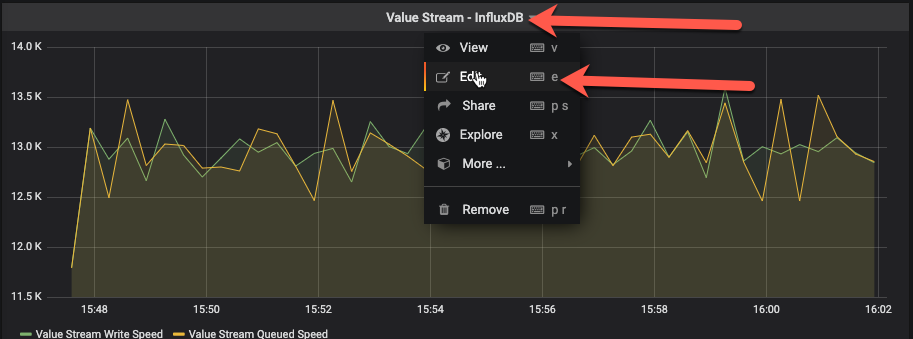 Value Stream - InfluxDB
14.0 K
13.5 K
13.0 K
12.5 K
12.0 K
11.5 K
View v
Edit e
Share p s
Explore x
More ...
Remove p r
15:48 15:50 15:52 15:54 15:56 15:58 16:00 16:02
Value Stream Write Speed Value Stream Queued Speed